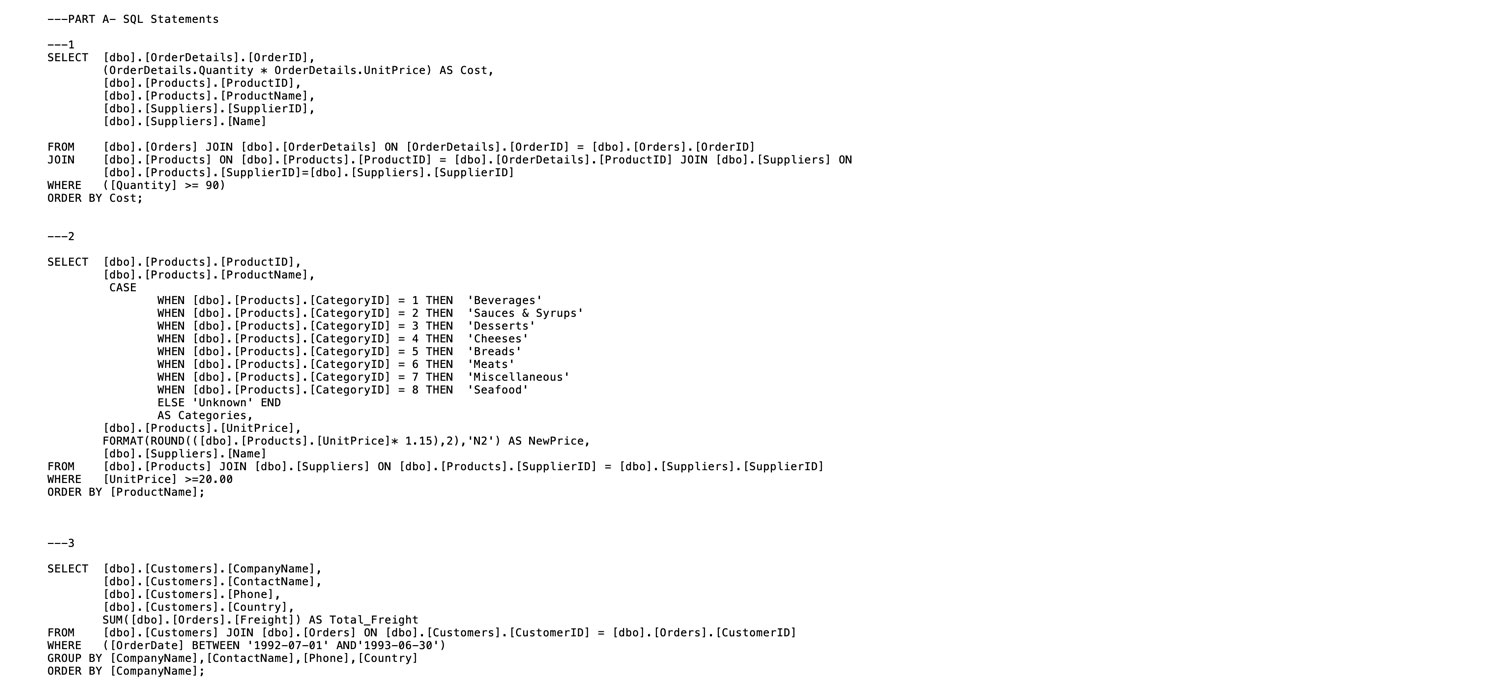 ---PART A- SQL Statements
---1
SELECT  [dbo].[OrderDetails].[OrderID],
        (OrderDetails.Quantity * OrderDetails.UnitPrice) AS Cost,
        [dbo].[Products].[ProductID],
        [dbo].[Products].[ProductName],
        [dbo].[Suppliers].[SupplierID],
        [dbo].[Suppliers].[Name]
FROM    [dbo].[Orders] JOIN [dbo].[OrderDetails] ON [OrderDetails].[OrderID] = [dbo].[Orders].[OrderID]
JOIN    [dbo].[Products] ON [dbo].[Products].[ProductID] = [dbo].[OrderDetails].[ProductID] JOIN [dbo].[Suppliers] ON
        [dbo].[Products].[SupplierID]=[dbo].[Suppliers].[SupplierID]
WHERE   ([Quantity] >= 90)
ORDER BY Cost;
---2
SELECT  [dbo].[Products].[ProductID],
        [dbo].[Products].[ProductName],
         CASE
                WHEN [dbo].[Products].[CategoryID] = 1 THEN  'Beverages'
                WHEN [dbo].[Products].[CategoryID] = 2 THEN  'Sauces & Syrups'
                WHEN [dbo].[Products].[CategoryID] = 3 THEN  'Desserts'
                WHEN [dbo].[Products].[CategoryID] = 4 THEN  'Cheeses'
                WHEN [dbo].[Products].[CategoryID] = 5 THEN  'Breads'
                WHEN [dbo].[Products].[CategoryID] = 6 THEN  'Meats'
                WHEN [dbo].[Products].[CategoryID] = 7 THEN  'Miscellaneous'
                WHEN [dbo].[Products].[CategoryID] = 8 THEN  'Seafood'
                ELSE 'Unknown' END
                AS Categories,
        [dbo].[Products].[UnitPrice],
        FORMAT(ROUND(([dbo].[Products].[UnitPrice]* 1.15),2),'N2') AS NewPrice,
        [dbo].[Suppliers].[Name]
FROM    [dbo].[Products] JOIN [dbo].[Suppliers] ON [dbo].[Products].[SupplierID] = [dbo].[Suppliers].[SupplierID]
WHERE   [UnitPrice] >=20.00
ORDER BY [ProductName];
---3
SELECT  [dbo].[Customers].[CompanyName],
        [dbo].[Customers].[ContactName],
        [dbo].[Customers].[Phone],
        [dbo].[Customers].[Country],
        SUM([dbo].[Orders].[Freight]) AS Total_Freight
FROM    [dbo].[Customers] JOIN [dbo].[Orders] ON [dbo].[Customers].[CustomerID] = [dbo].[Orders].[CustomerID]
WHERE   ([OrderDate] BETWEEN '1992-07-01' AND'1993-06-30')
GROUP BY [CompanyName],[ContactName],[Phone],[Country]
ORDER BY [CompanyName];